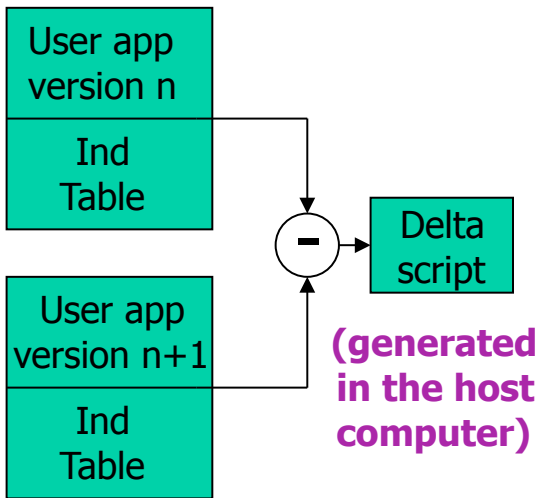 User app
version n
Ind
Table
-
Delta
script
User app
version n+1
Ind
Table
(generated
in the host
computer)